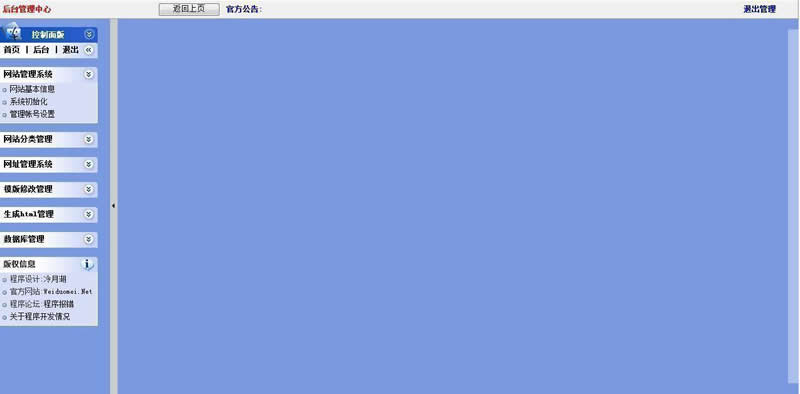 后台管理中心 返回上页 官方公告: 退出管理
控制面版
首页 | 后台 | 退出
网站管理系统
网站基本信息
系统初始化
管理帐号设置
网站分类管理
网址管理系统
模版修改管理
生成html管理
数据库管理
版权信息
程序设计:冷月湖
官方网站:Weiduomei.Net
程序论坛:程序报错
关于程序开发情况